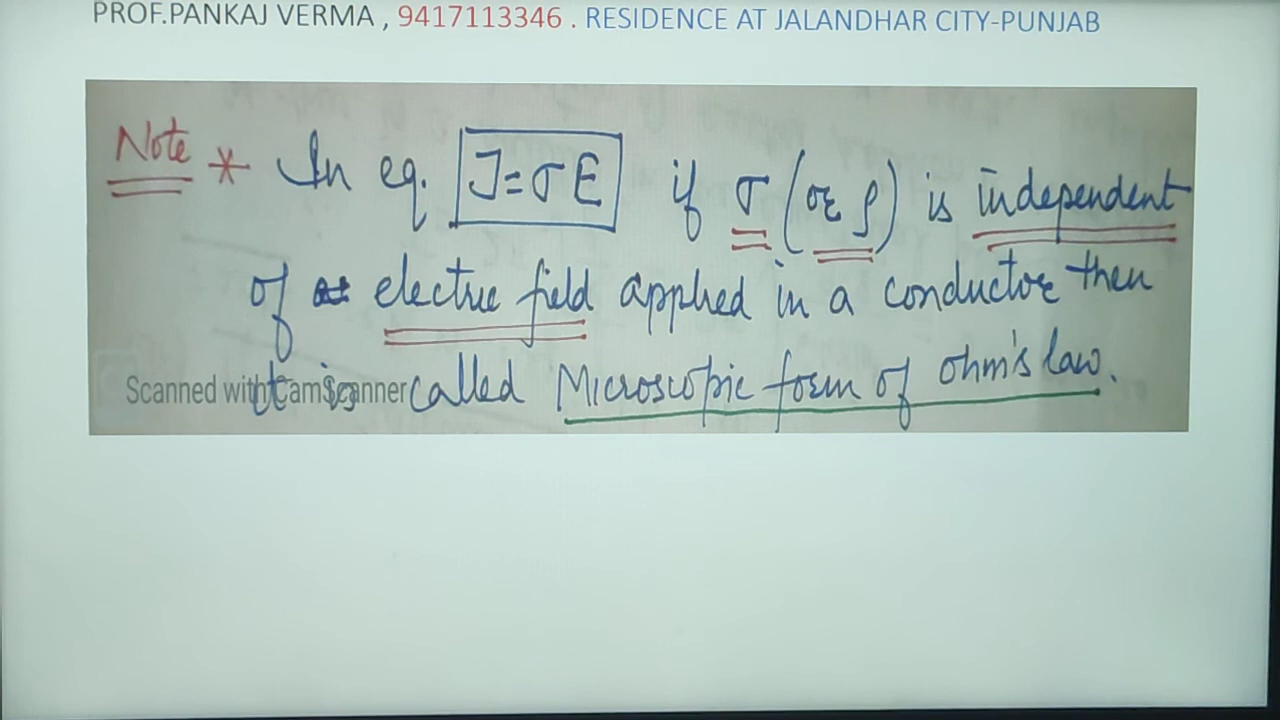 PROF.PANKAJ VERMA , 9417113346 . RESIDENCE AT JALANDHAR CITY-PUNJAB
Note * In eq. J=σE if σ (or ρ) is independent
of electric field applied in a conductor then
it is called Microscopic form of ohm's law.
Scanned with CamScanner